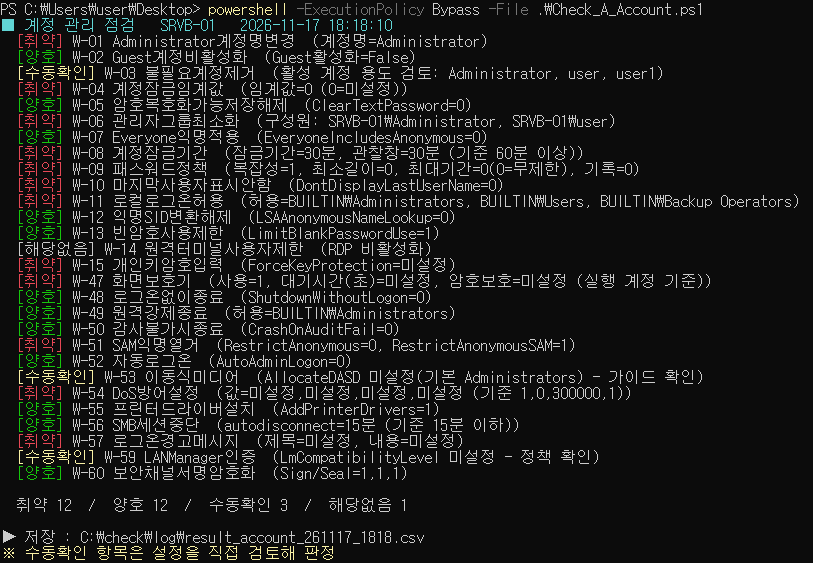 PS C:\Users\user\Desktop> powershell -ExecutionPolicy Bypass -File .\Check_A_Account.ps1
■ 계정 관리 점검   SRVB-01   2026-11-17 18:18:10
[취약] W-01 Administrator계정명변경  (계정명=Administrator)
[양호] W-02 Guest계정비활성화  (Guest활성화=False)
[수동확인] W-03 불필요계정제거  (활성 계정 용도 검토: Administrator, user, user1)
[취약] W-04 계정잠금임계값  (임계값=0 (0=미설정))
[양호] W-05 암호복호화가능저장해제  (ClearTextPassword=0)
[취약] W-06 관리자그룹최소화  (구성원: SRVB-01\Administrator, SRVB-01\user)
[양호] W-07 Everyone익명적용  (EveryoneIncludesAnonymous=0)
[취약] W-08 계정잠금기간  (잠금기간=30분, 관찰창=30분 (기준 60분 이상))
[취약] W-09 패스워드정책  (복잡성=1, 최소길이=0, 최대기간=0(0=무제한), 기록=0)
[취약] W-10 마지막사용자표시안함  (DontDisplayLastUserName=0)
[취약] W-11 로컬로그온허용  (허용=BUILTIN\Administrators, BUILTIN\Users, BUILTIN\Backup Operators)
[양호] W-12 익명SID변환해제  (LSAAnonymousNameLookup=0)
[양호] W-13 빈암호사용제한  (LimitBlankPasswordUse=1)
[해당없음] W-14 원격터미널사용자제한  (RDP 비활성화)
[취약] W-15 개인키암호입력  (ForceKeyProtection=미설정)
[취약] W-47 화면보호기  (사용=1, 대기시간(초)=미설정, 암호보호=미설정 (실행 계정 기준))
[양호] W-48 로그온없이종료  (ShutdownWithoutLogon=0)
[양호] W-49 원격강제종료  (허용=BUILTIN\Administrators)
[양호] W-50 감사불가시종료  (CrashOnAuditFail=0)
[취약] W-51 SAM익명열거  (RestrictAnonymous=0, RestrictAnonymousSAM=1)
[양호] W-52 자동로그온  (AutoAdminLogon=0)
[수동확인] W-53 이동식미디어  (AllocateDASD 미설정(기본 Administrators) - 가이드 확인)
[취약] W-54 DoS방어설정  (값=미설정,미설정,미설정,미설정 (기준 1,0,300000,1))
[양호] W-55 프린터드라이버설치  (AddPrinterDrivers=1)
[양호] W-56 SMB세션중단  (autodisconnect=15분 (기준 15분 이하))
[취약] W-57 로그온경고메시지  (제목=미설정, 내용=미설정)
[수동확인] W-59 LANManager인증  (LmCompatibilityLevel 미설정 - 정책 확인)
[양호] W-60 보안채널서명암호화  (Sign/Seal=1,1,1)
취약 12  /  양호 12  /  수동확인 3  /  해당없음 1
▶ 저장 : C:\check\log\result_account_261117_1818.csv
※ 수동확인 항목은 설정을 직접 검토해 판정